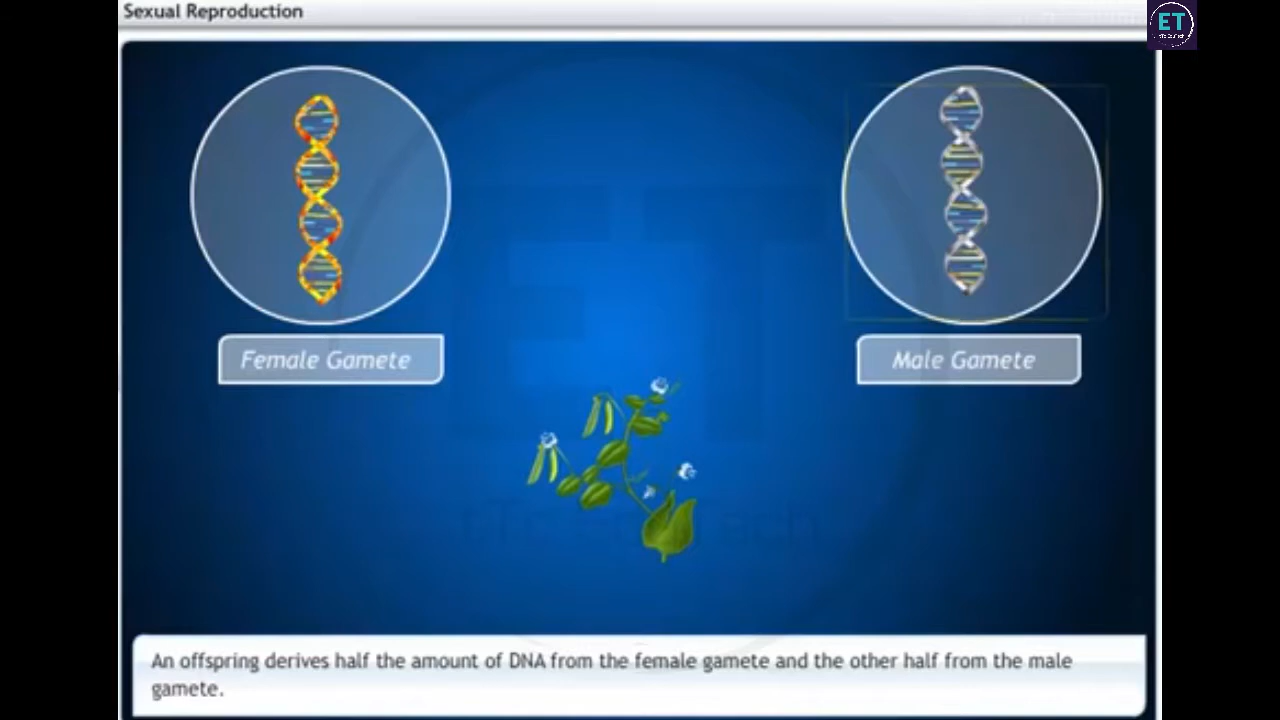 Sexual Reproduction
ET
Female Gamete
Male Gamete
An offspring derives half the amount of DNA from the female gamete and the other half from the male
gamete.